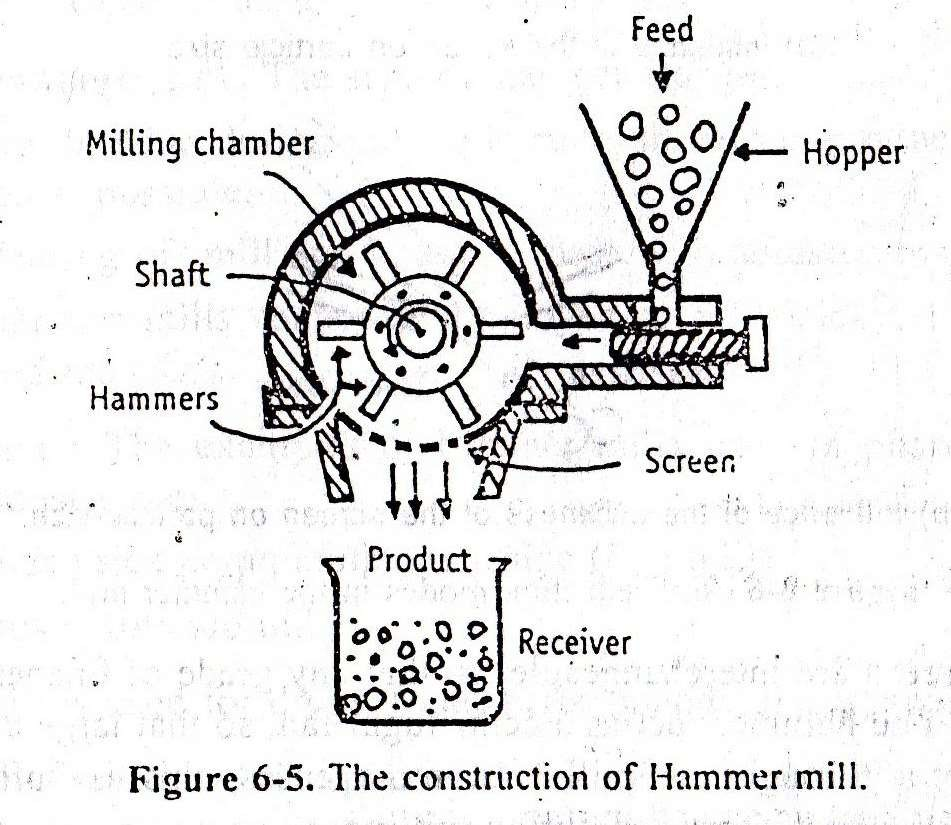 Feed
Milling chamber
Hopper
Shaft
Hammers
Screen
Product
Receiver
Figure 6-5. The construction of Hammer mill.